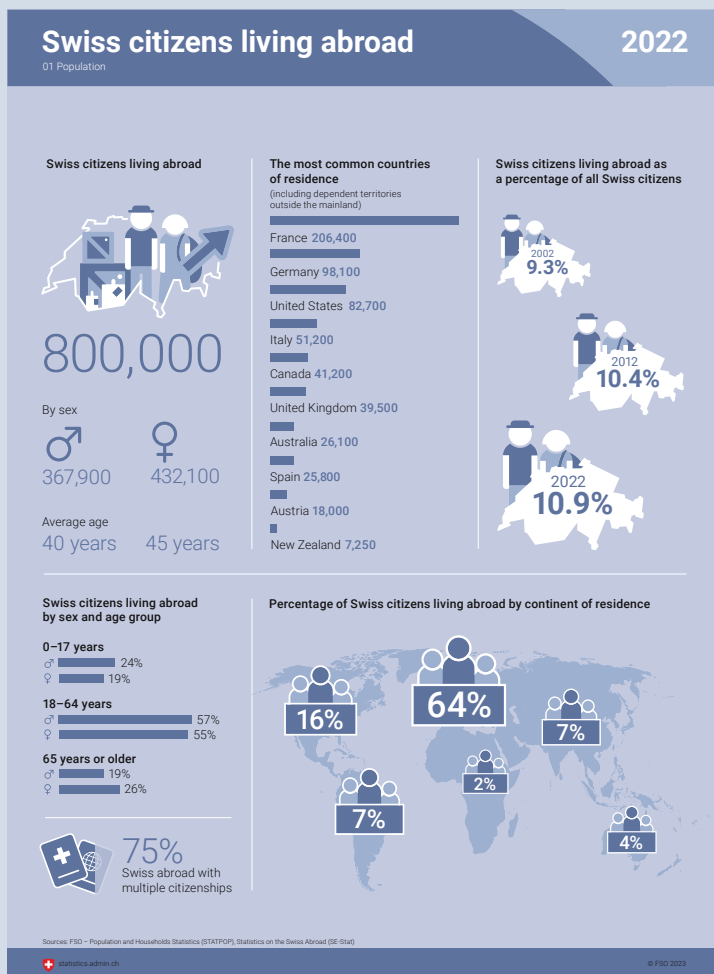 Swiss citizens living abroad
01 Population
2022
Swiss citizens living abroad
800,000
By sex
367,900
432,100
Average age
40 years
45 years
The most common countries
of residence
(including dependent territories
outside the mainland)
France 206,400
Germany 98,100
United States 82,700
Italy 51,200
Canada 41,200
United Kingdom 39,500
Australia 26,100
Spain 25,800
Austria 18,000
New Zealand 7,250
Swiss citizens living abroad as
a percentage of all Swiss citizens
2002
9.3%
2012
10.4%
2022
10.9%
Swiss citizens living abroad
by sex and age group
0–17 years
♂ 24%
♀ 19%
18–64 years
♂ 57%
♀ 55%
65 years or older
♂ 19%
♀ 26%
75%
Swiss abroad with
multiple citizenships
Percentage of Swiss citizens living abroad by continent of residence
16%
64%
7%
2%
7%
4%
Sources: FSO – Population and Households Statistics (STATPOP), Statistics on the Swiss Abroad (SE-Stat)
statistics.admin.ch
© FSO 2023